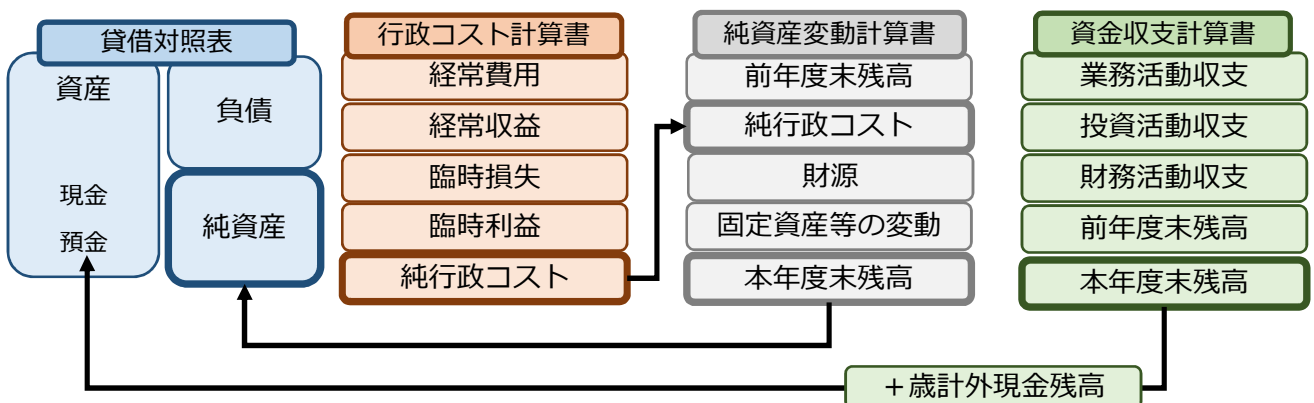 貸借対照表
資産
現金
預金
負債
純資産
行政コスト計算書
経常費用
経常収益
臨時損失
臨時利益
純行政コスト
純資産変動計算書
前年度末残高
純行政コスト
財源
固定資産等の変動
本年度末残高
資金収支計算書
業務活動収支
投資活動収支
財務活動収支
前年度末残高
本年度末残高
＋歳計外現金残高